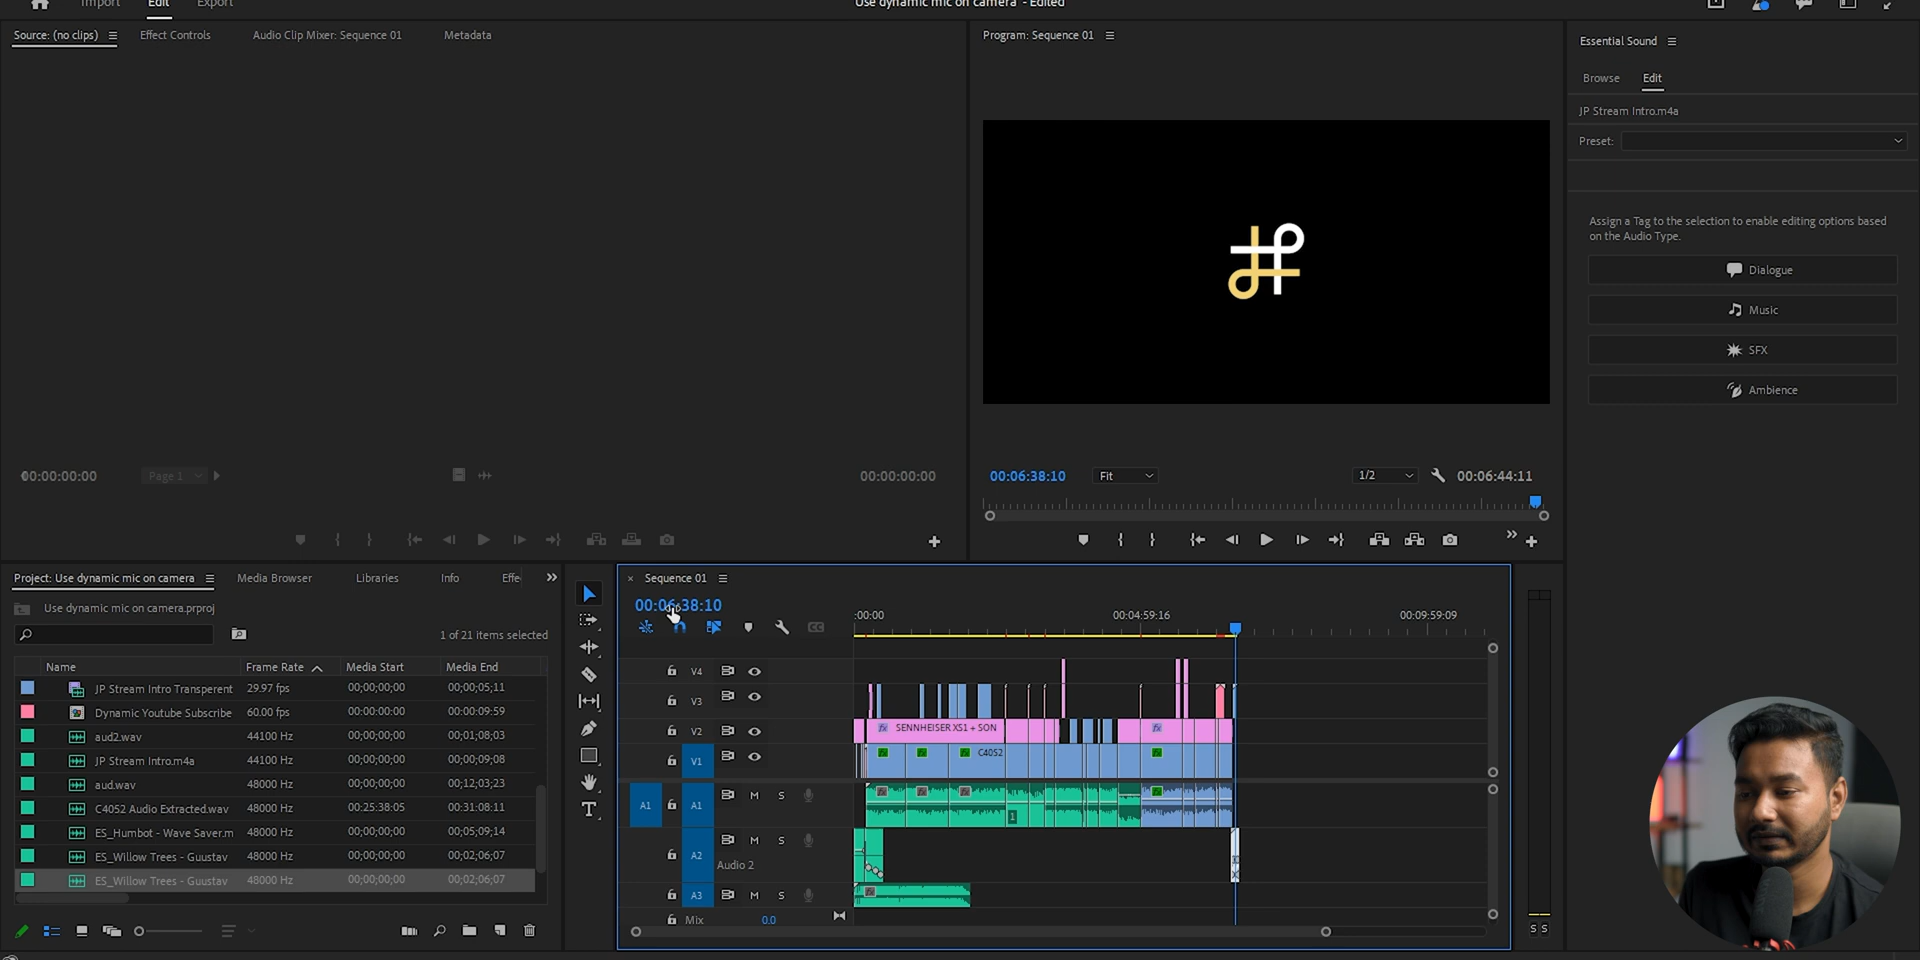 Import Edit Export
Use dynamic mic on camera - Edited
Source: (no clips) Effect Controls Audio Clip Mixer: Sequence 01 Metadata
Program: Sequence 01
Essential Sound
Browse Edit
JP Stream Intro.m4a
Preset:
Assign a Tag to the selection to enable editing options based
on the Audio Type.
Dialogue
Music
SFX
Ambience
00:00:00:00 Page 1 00:00:00:00
00:06:38:10 Fit 1/2 00:06:44:11
Project: Use dynamic mic on camera Media Browser Libraries Info Effe
Use dynamic mic on camera.prproj
1 of 21 items selected
Name Frame Rate Media Start Media End
JP Stream Intro Transperent 29.97 fps 00;00;00;00 00;00;05;11
Dynamic Youtube Subscribe 60.00 fps 00:00:00:00 00:00:09:59
aud2.wav 44100 Hz 00;00;00;00 00;01;08;03
JP Stream Intro.m4a 44100 Hz 00;00;00;00 00;00;09;08
aud.wav 48000 Hz 00;00;00;00 00;12;03;23
C4052 Audio Extracted.wav 48000 Hz 00:25:38:05 00:31:08:11
ES_Humbot - Wave Saver.m 48000 Hz 00;00;00;00 00;05;09;14
ES_Willow Trees - Guustav 48000 Hz 00;00;00;00 00;02;06;07
ES_Willow Trees - Guustav 48000 Hz 00;00;00;00 00;02;06;07
Sequence 01
00:06:38:10
:00:00 00:04:59:16 00:09:59:09
V4
V3
V2 fx SENNHEISER XS1 + SON fx
V1 C4052
A1 A1 M S
1
A2 M S
Audio 2
A3 M S
Mix 0.0
S S